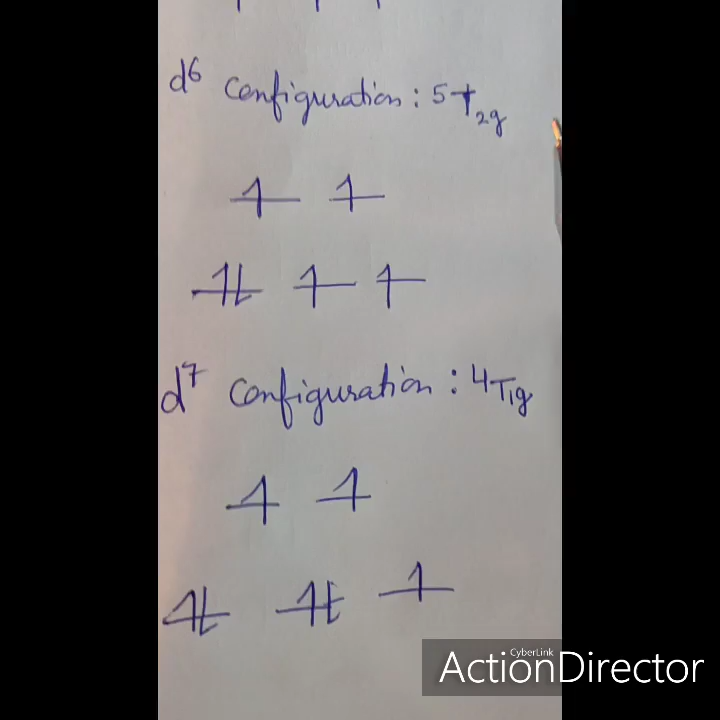 d⁶ Configuration : ⁵T₂g
d⁷ Configuration : ⁴T₁g
CyberLink
ActionDirector